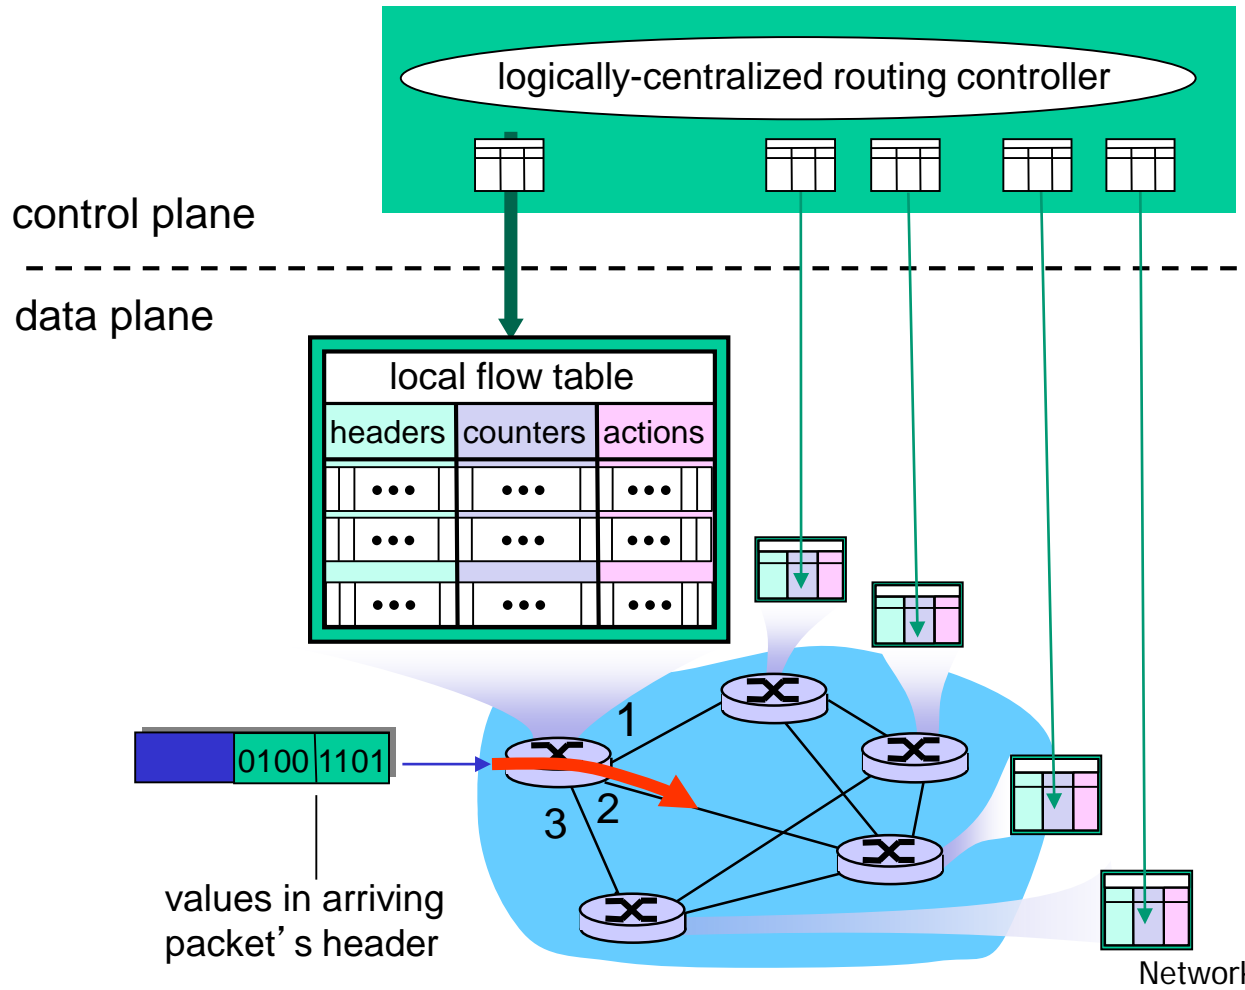 logically-centralized routing controller
control plane
data plane
local flow table
headers counters actions
1
0100 1101
3 2
values in arriving
packet’s header
Network